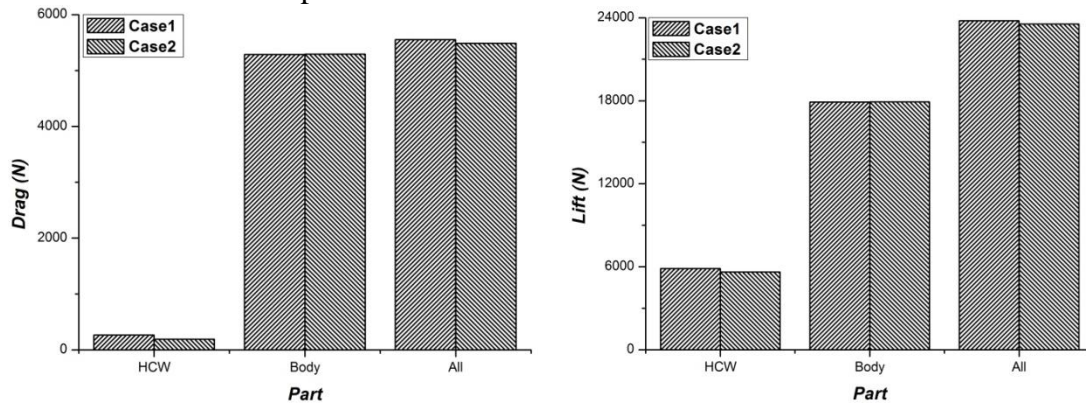 6000
4000
2000
0
Drag (N)
Case1
Case2
HCW Body All
Part
24000
18000
12000
6000
0
Lift (N)
Case1
Case2
HCW Body All
Part